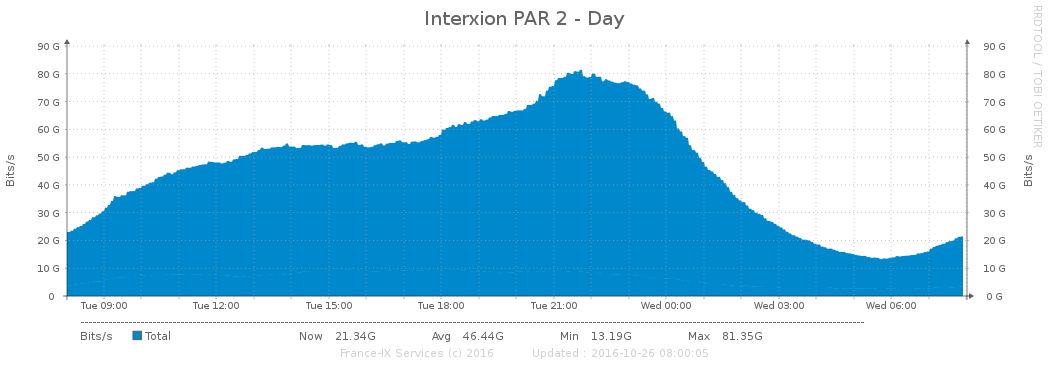 Interxion PAR 2 - Day
RRDTOOL / TOBI OETIKER
Bits/s
90 G
80 G
70 G
60 G
50 G
40 G
30 G
20 G
10 G
0
90 G
80 G
70 G
60 G
50 G
40 G
30 G
20 G
10 G
0 G
Bits/s
Tue 09:00 Tue 12:00 Tue 15:00 Tue 18:00 Tue 21:00 Wed 00:00 Wed 03:00 Wed 06:00
Bits/s Total Now 21.34G Avg 46.44G Min 13.19G Max 81.35G
France-IX Services (c) 2016 Updated : 2016-10-26 08:00:05